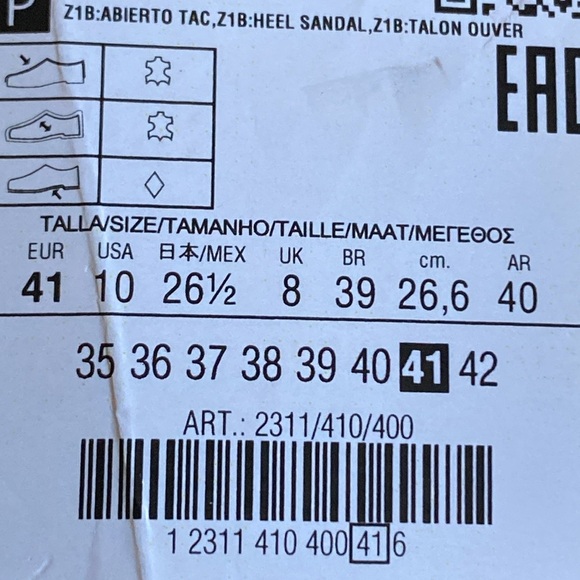 P
Z1B:ABIERTO TAC,Z1B:HEEL SANDAL,Z1B:TALON OUVER
EAC
TALLA/SIZE/TAMANHO/TAILLE/MAAT/ΜΕΓΕΘΟΣ
EUR USA 日本/MEX UK BR cm. AR
41 10 26½ 8 39 26,6 40
35 36 37 38 39 40 41 42
ART.: 2311/410/400
1 2311 410 400 41 6